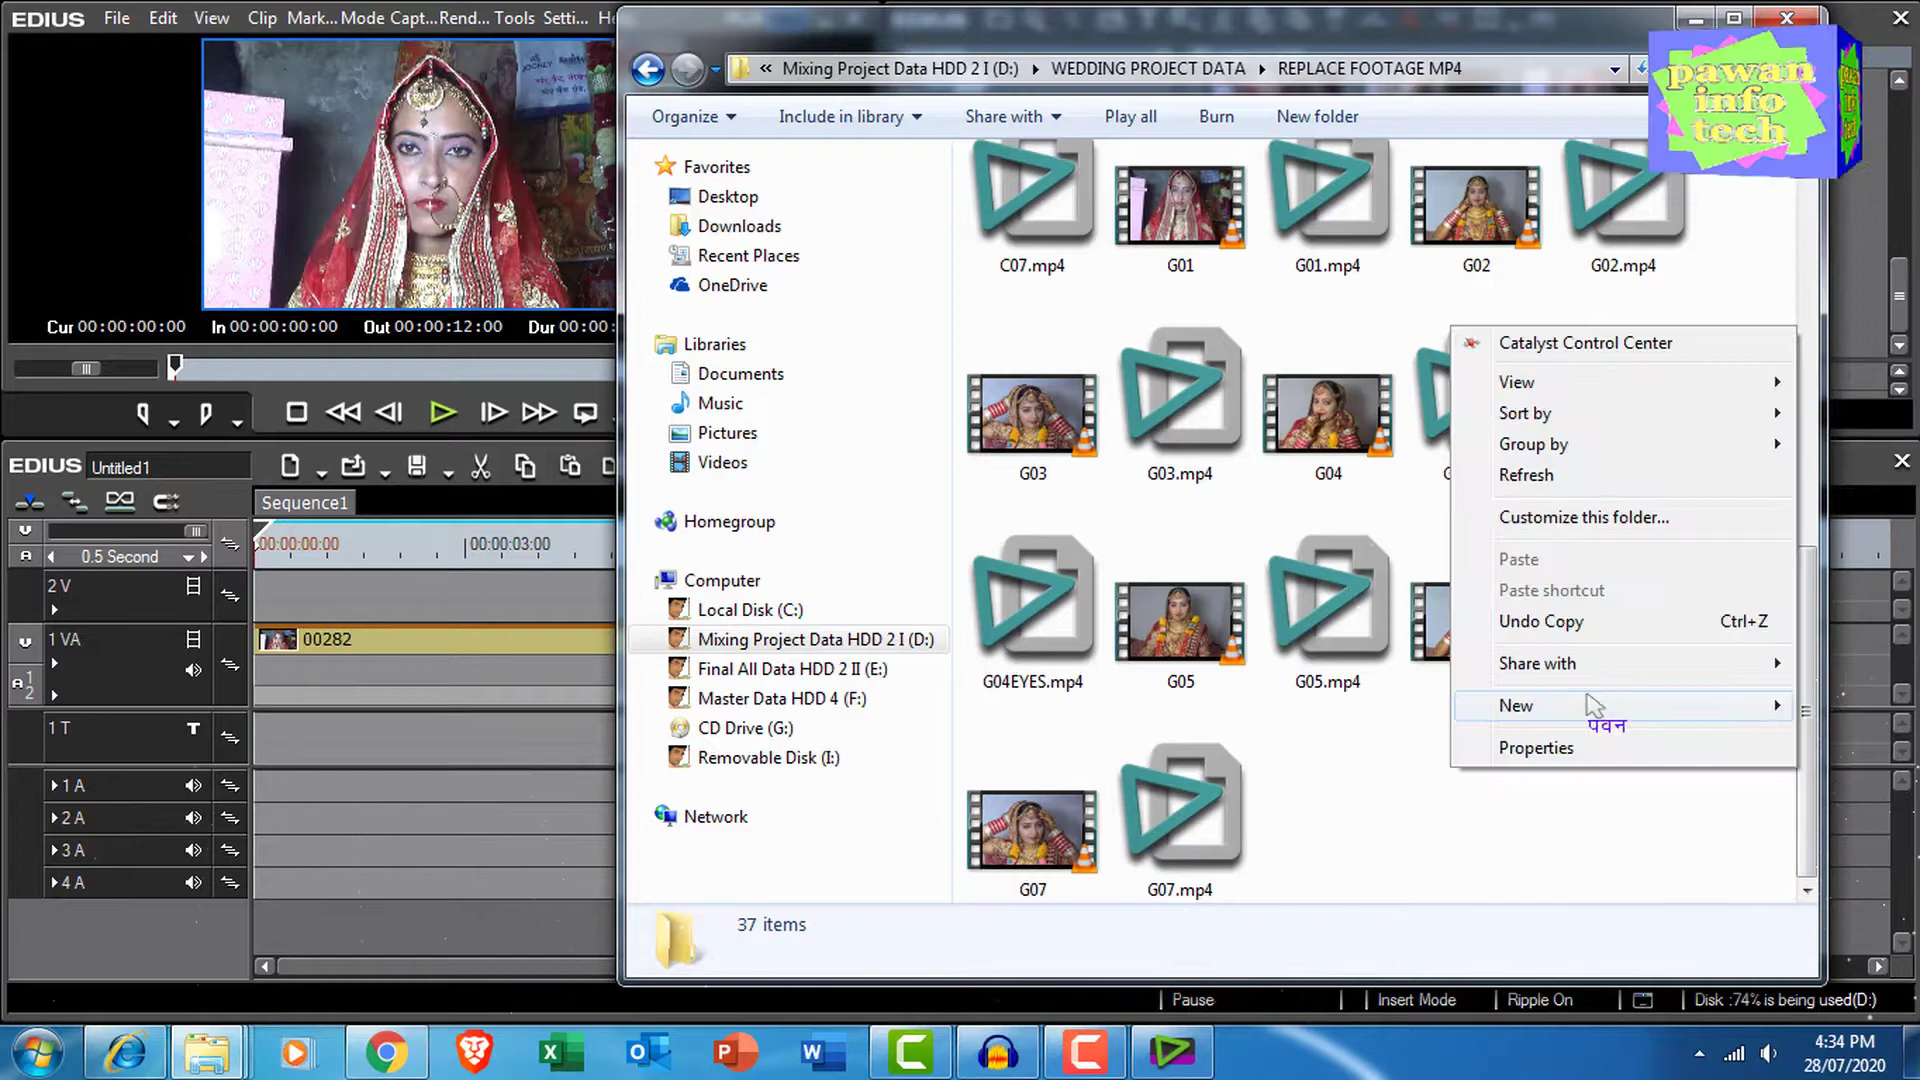 EDIUS File Edit View Clip Mark... Mode Capt... Rend... Tools Setti... He
« Mixing Project Data HDD 2 I (D:) WEDDING PROJECT DATA REPLACE FOOTAGE MP4
pawan
info
tech
Organize Include in library Share with Play all Burn New folder
Favorites
Desktop
Downloads
Recent Places
OneDrive
Libraries
Documents
Music
Pictures
Videos
Homegroup
Computer
Local Disk (C:)
Mixing Project Data HDD 2 I (D:)
Final All Data HDD 2 II (E:)
Master Data HDD 4 (F:)
CD Drive (G:)
Removable Disk (I:)
Network
C07.mp4 G01 G01.mp4 G02 G02.mp4
G03 G03.mp4 G04
G04EYES.mp4 G05 G05.mp4
G07 G07.mp4
37 items
Catalyst Control Center
View
Sort by
Group by
Refresh
Customize this folder...
Paste
Paste shortcut
Undo Copy Ctrl+Z
Share with
New
पवन
Properties
Cur 00:00:00:00 In 00:00:00:00 Out 00:00:12:00 Dur 00:00:
EDIUS Untitled1
Sequence1
0.5 Second 00:00:00:00 00:00:03:00
2 V
1 VA 00282
A 1
2
1 T T
1 A
2 A
3 A
4 A
Pause Insert Mode Ripple On Disk :74% is being used(D:)
4:34 PM
28/07/2020